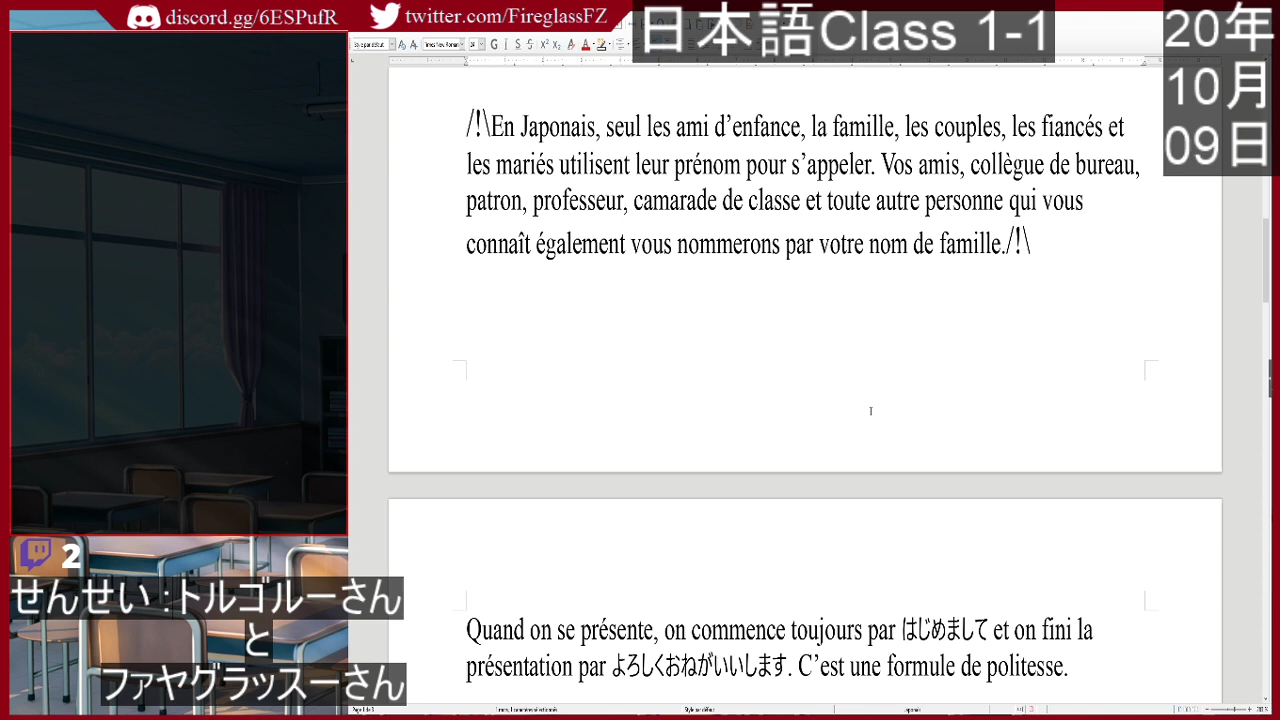 discord.gg/6ESPufR
twitter.com/FireglassFZ
日本語Class 1-1
20年
10月
09日
/!\En Japonais, seul les ami d’enfance, la famille, les couples, les fiancés et
les mariés utilisent leur prénom pour s’appeler. Vos amis, collègue de bureau,
patron, professeur, camarade de classe et toute autre personne qui vous
connaît également vous nommerons par votre nom de famille./!\
Quand on se présente, on commence toujours par はじめまして et on fini la
présentation par よろしくおねがいいします. C’est une formule de politesse.
2
せんせい :トルゴルーさん
と
ファヤグラッスーさん